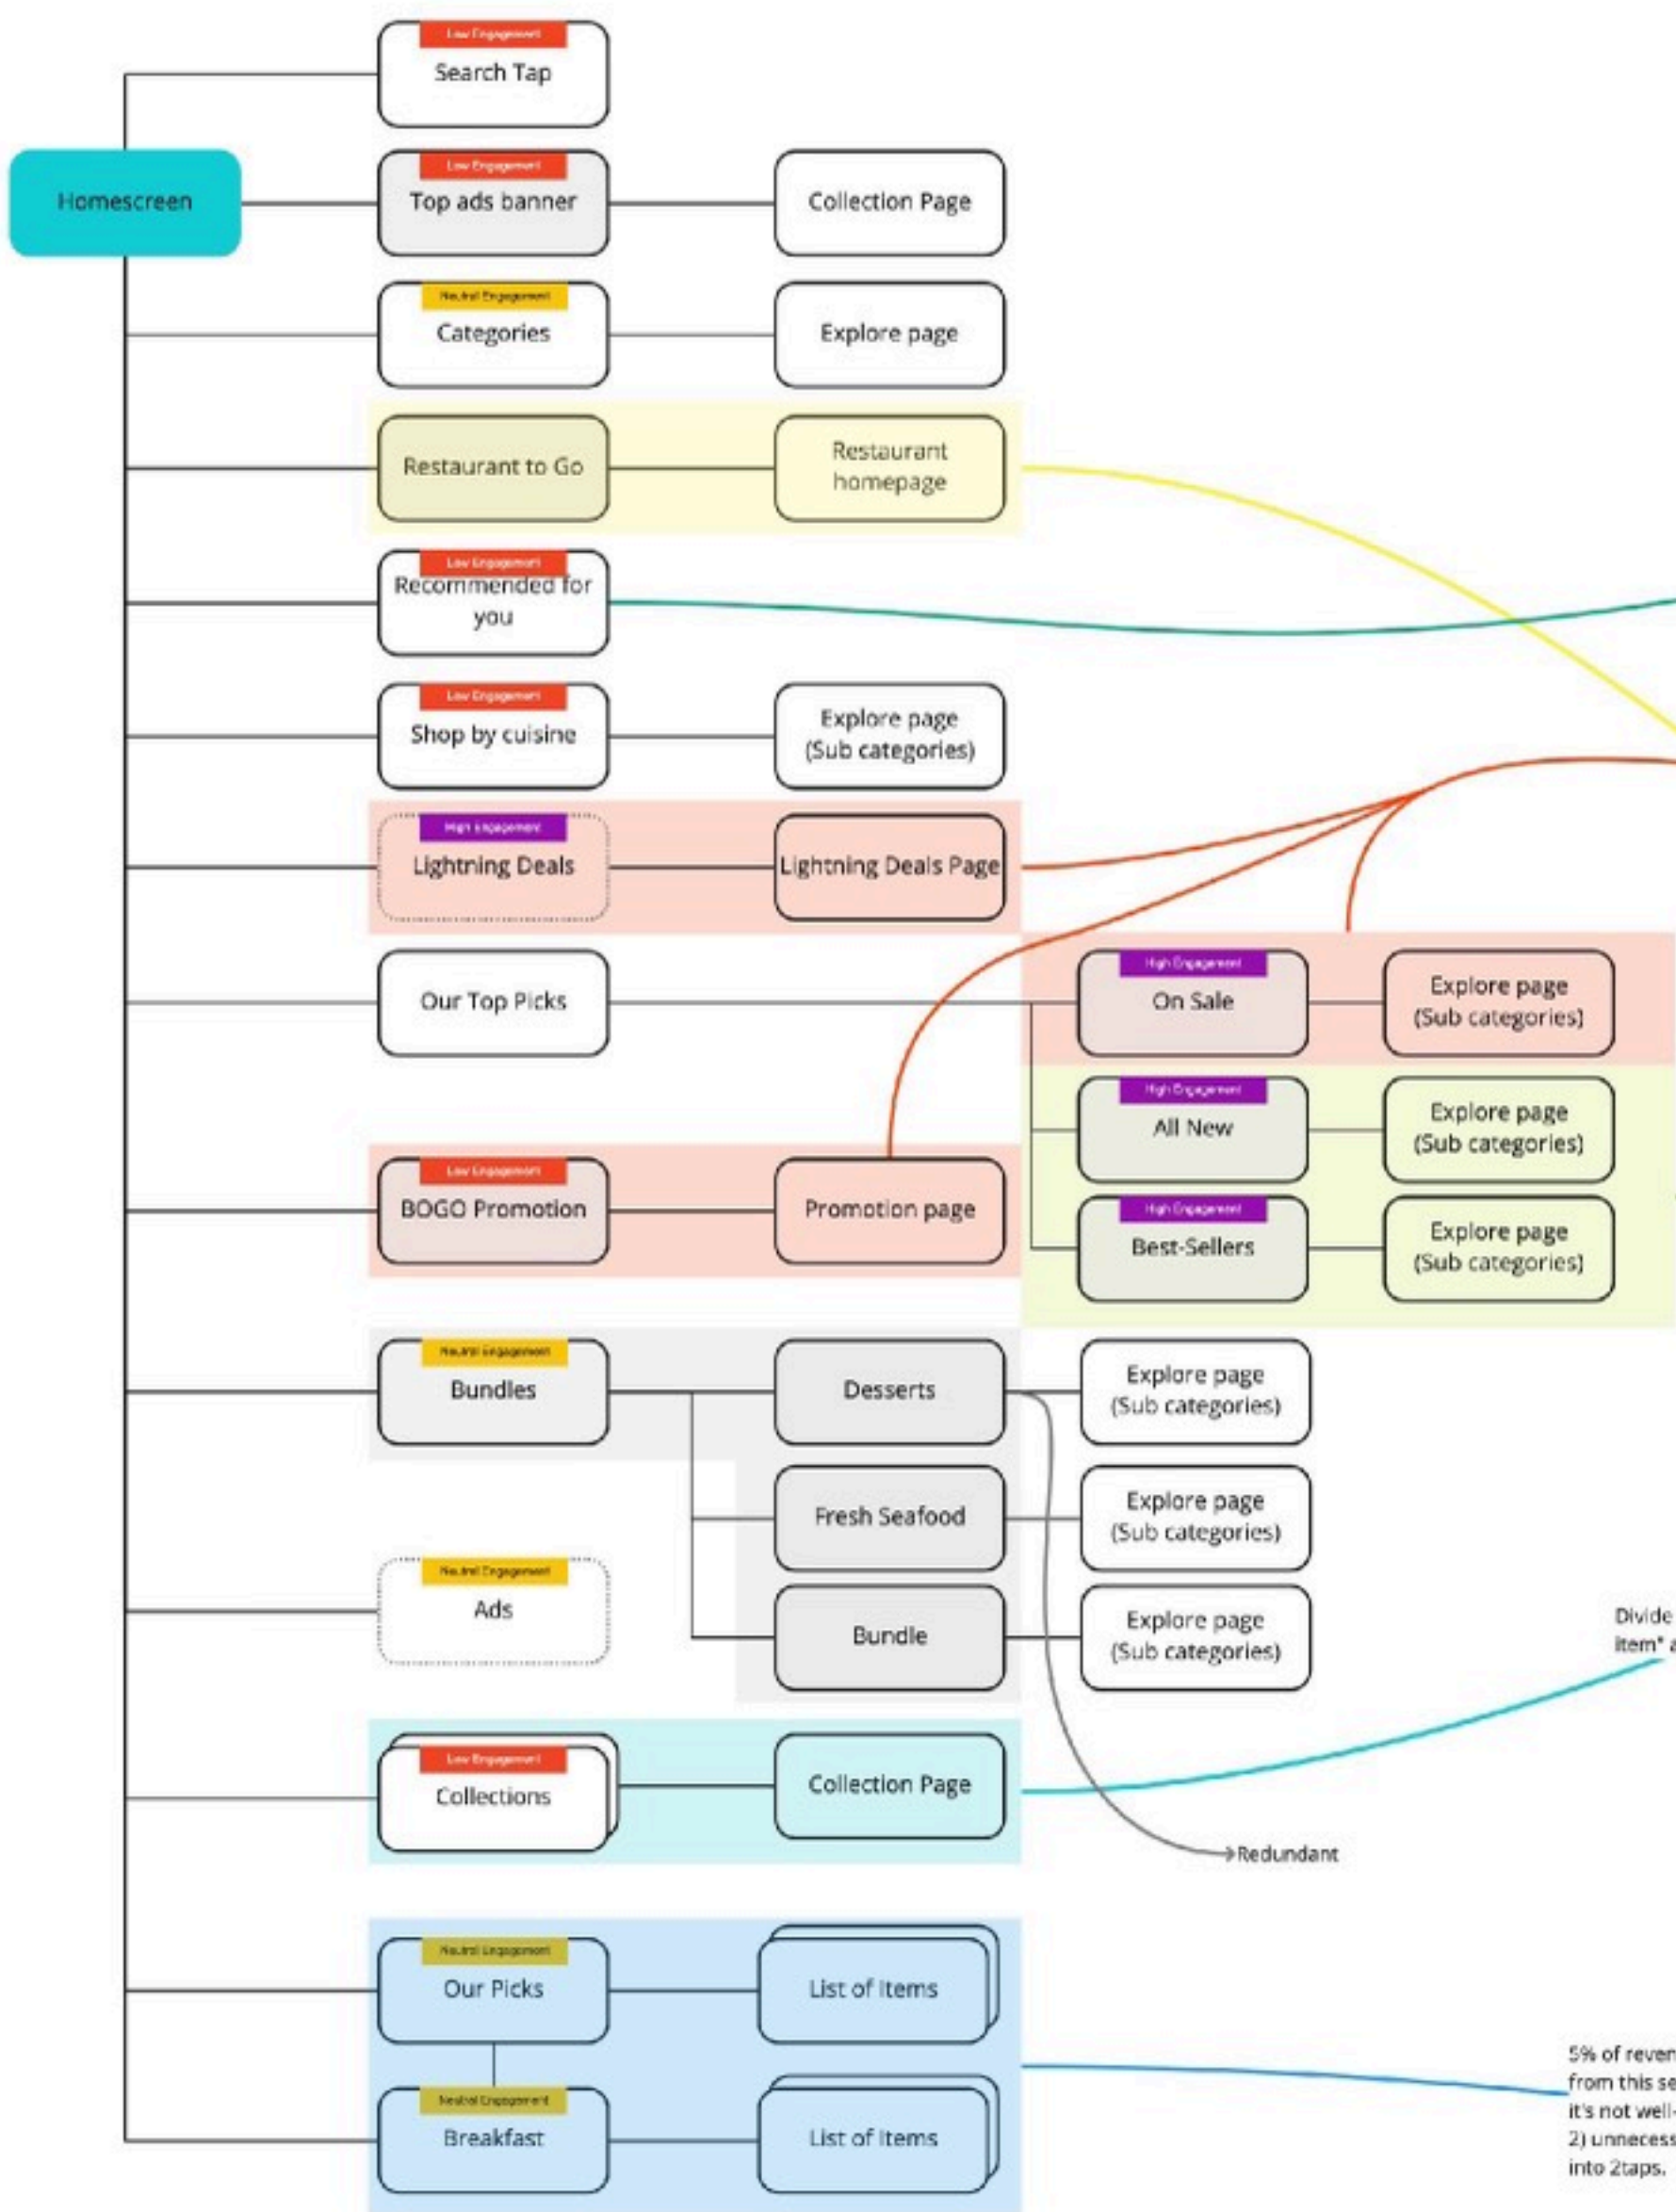 Low Engagement
Search Tap
Homescreen
Low Engagement
Top ads banner
Collection Page
Neutral Engagement
Categories
Explore page
Restaurant to Go
Restaurant
homepage
Low Engagement
Recommended for
you
Low Engagement
Shop by cuisine
Explore page
(Sub categories)
High Engagement
Lightning Deals
Lightning Deals Page
Our Top Picks
High Engagement
On Sale
Explore page
(Sub categories)
High Engagement
All New
Explore page
(Sub categories)
Low Engagement
BOGO Promotion
Promotion page
High Engagement
Best-Sellers
Explore page
(Sub categories)
Neutral Engagement
Bundles
Desserts
Explore page
(Sub categories)
Fresh Seafood
Explore page
(Sub categories)
Neutral Engagement
Ads
Bundle
Explore page
(Sub categories)
Divide
item" a
Low Engagement
Collections
Collection Page
Redundant
Neutral Engagement
Our Picks
List of Items
5% of reven
from this se
it's not well-
2) unnecess
into 2taps.
Neutral Engagement
Breakfast
List of Items